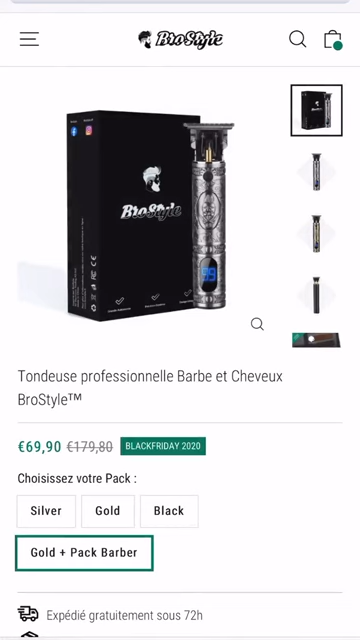 BroStyle
BroStyle
99
Tondeuse professionnelle Barbe et Cheveux
BroStyle™
€69,90 €179,80 BLACKFRIDAY 2020
Choisissez votre Pack :
Silver Gold Black
Gold + Pack Barber
Expédié gratuitement sous 72h